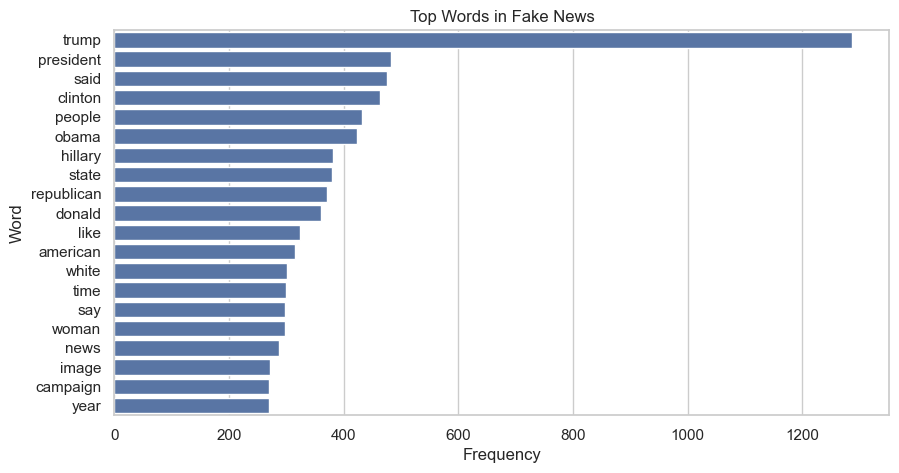 Top Words in Fake News
trump
president
said
clinton
people
obama
hillary
state
republican
donald
like
american
white
time
say
woman
news
image
campaign
year
Word
0 200 400 600 800 1000 1200
Frequency